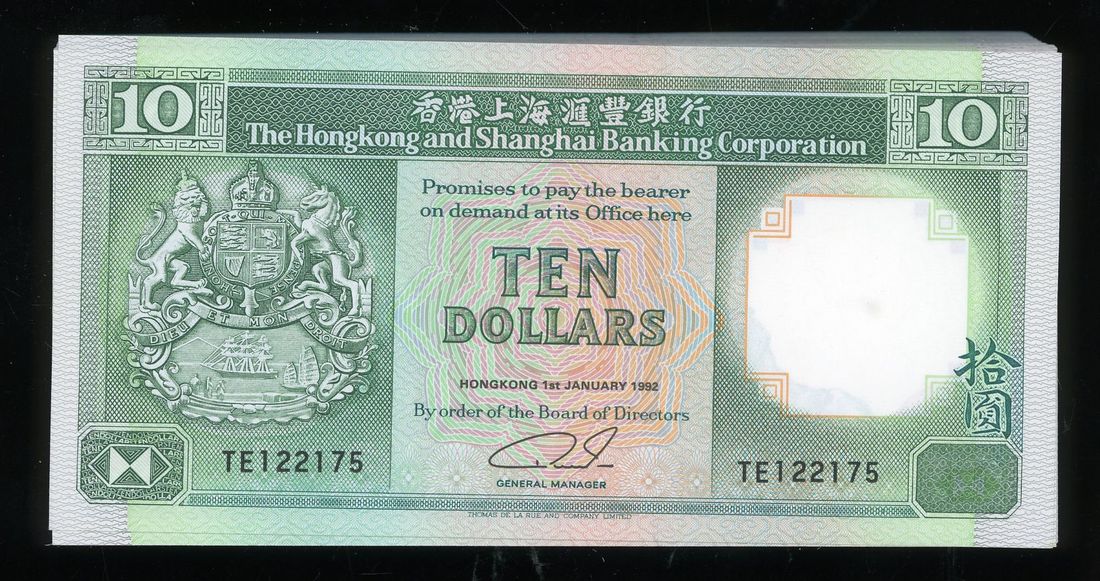 10
香港上海滙豐銀行
10
The Hongkong and Shanghai Banking Corporation
Promises to pay the bearer
on demand at its Office here
TEN
DOLLARS
HONGKONG 1st JANUARY 1992
By order of the Board of Directors
GENERAL MANAGER
QUI
DIEU ET MON DROIT
拾圓
TE122175
TE122175
THOMAS DE LA RUE AND COMPANY LIMITED